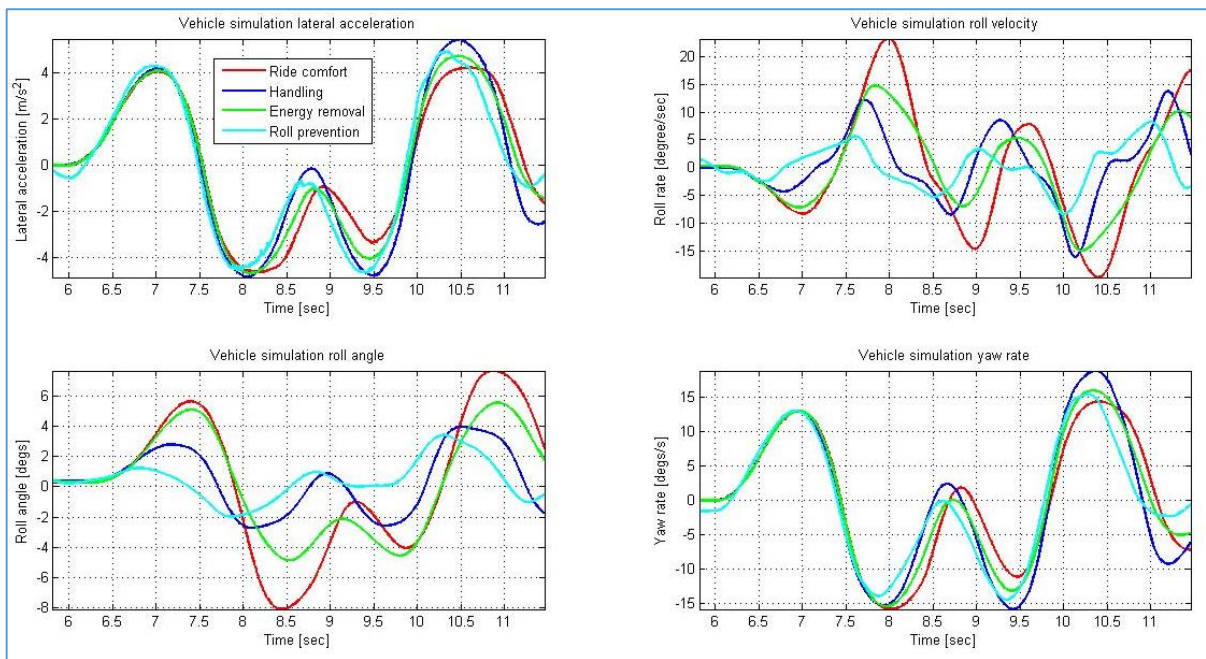 Vehicle simulation lateral acceleration
Lateral acceleration [m/s²]
4
2
0
-2
-4
Ride comfort
Handling
Energy removal
Roll prevention
6 6.5 7 7.5 8 8.5 9 9.5 10 10.5 11
Time [sec]
Vehicle simulation roll velocity
Roll rate [degree/sec]
20
15
10
5
0
-5
-10
-15
6 6.5 7 7.5 8 8.5 9 9.5 10 10.5 11
Time [sec]
Vehicle simulation roll angle
Roll angle [degs]
6
4
2
0
-2
-4
-6
-8
6 6.5 7 7.5 8 8.5 9 9.5 10 10.5 11
Time [sec]
Vehicle simulation yaw rate
Yaw rate [degs/s]
15
10
5
0
-5
-10
-15
6 6.5 7 7.5 8 8.5 9 9.5 10 10.5 11
Time [sec]